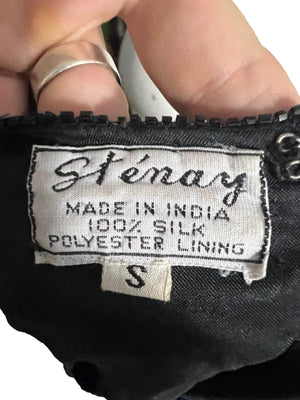 Sténay
MADE IN INDIA
100% SILK
POLYESTER LINING
S